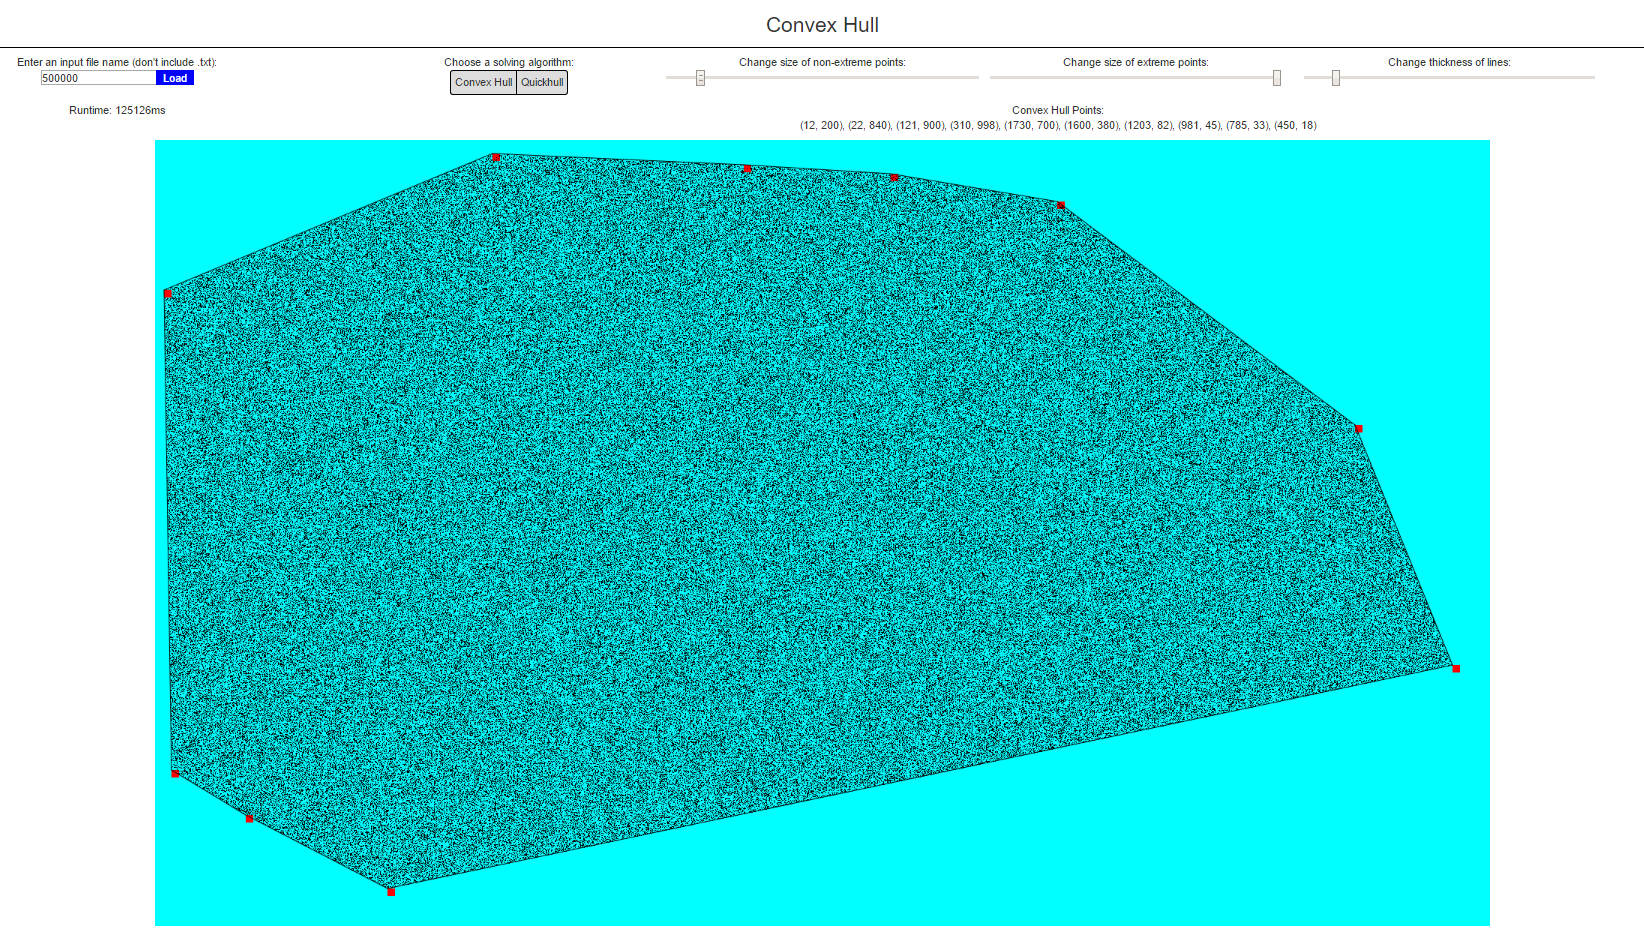 Convex Hull
Enter an input file name (don't include .txt):
500000 Load
Runtime: 125126ms
Choose a solving algorithm:
Convex Hull Quickhull
Change size of non-extreme points:
Change size of extreme points:
Change thickness of lines:
Convex Hull Points:
(12, 200), (22, 840), (121, 900), (310, 998), (1730, 700), (1600, 380), (1203, 82), (981, 45), (785, 33), (450, 18)